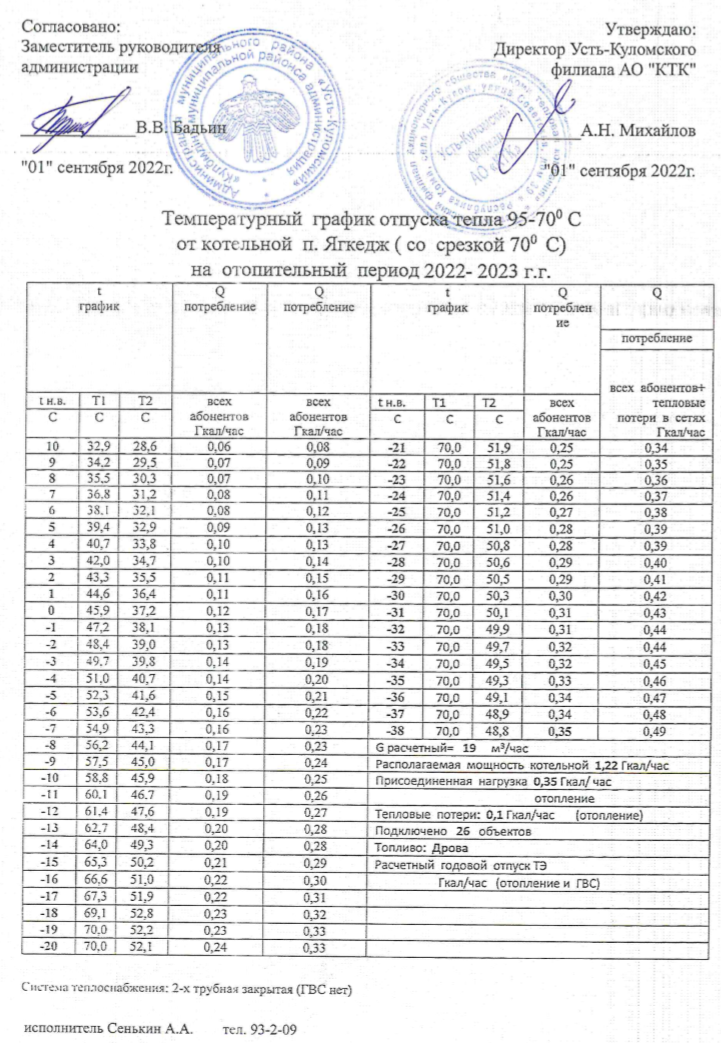 Согласовано:
Заместитель руководителя
администрации
В.В. Бадьин
"01" сентября 2022г.
Утверждаю:
Директор Усть-Куломского
филиала АО "КТК"
А.Н. Михайлов
"01" сентября 2022г.
Усть-Куломский
филиал
АО «КТК»
Температурный график отпуска тепла 95-70⁰ С
от котельной п. Ягкедж ( со срезкой 70⁰ С)
на отопительный период 2022- 2023 г.г.
t график Q потребление Q потребление t график Q потреблен ие Q потребление
t н.в. Т1 Т2 всех абонентов Гкал/час всех абонентов Гкал/час t н.в. Т1 Т2 всех абонентов Гкал/час всех абонентов+ тепловые потери в сетях Гкал/час
С С С С С С
10 32,9 28,6 0,06 0,08 -21 70,0 51,9 0,25 0,34
9 34,2 29,5 0,07 0,09 -22 70,0 51,8 0,25 0,35
8 35,5 30,3 0,07 0,10 -23 70,0 51,6 0,26 0,36
7 36,8 31,2 0,08 0,11 -24 70,0 51,4 0,26 0,37
6 38,1 32,1 0,08 0,12 -25 70,0 51,2 0,27 0,38
5 39,4 32,9 0,09 0,13 -26 70,0 51,0 0,28 0,39
4 40,7 33,8 0,10 0,13 -27 70,0 50,8 0,28 0,39
3 42,0 34,7 0,10 0,14 -28 70,0 50,6 0,29 0,40
2 43,3 35,5 0,11 0,15 -29 70,0 50,5 0,29 0,41
1 44,6 36,4 0,11 0,16 -30 70,0 50,3 0,30 0,42
0 45,9 37,2 0,12 0,17 -31 70,0 50,1 0,31 0,43
-1 47,2 38,1 0,13 0,18 -32 70,0 49,9 0,31 0,44
-2 48,4 39,0 0,13 0,18 -33 70,0 49,7 0,32 0,44
-3 49,7 39,8 0,14 0,19 -34 70,0 49,5 0,32 0,45
-4 51,0 40,7 0,14 0,20 -35 70,0 49,3 0,33 0,46
-5 52,3 41,6 0,15 0,21 -36 70,0 49,1 0,34 0,47
-6 53,6 42,4 0,16 0,22 -37 70,0 48,9 0,34 0,48
-7 54,9 43,3 0,16 0,23 -38 70,0 48,8 0,35 0,49
-8 56,2 44,1 0,17 0,23 G расчетный= 19 м³/час
-9 57,5 45,0 0,17 0,24 Располагаемая мощность котельной 1,22 Гкал/час
-10 58,8 45,9 0,18 0,25 Присоединенная нагрузка 0,35 Гкал/ час
-11 60,1 46,7 0,19 0,26 отопление
-12 61,4 47,6 0,19 0,27 Тепловые потери: 0,1 Гкал/час (отопление)
-13 62,7 48,4 0,20 0,28 Подключено 26 объектов
-14 64,0 49,3 0,20 0,28 Топливо: Дрова
-15 65,3 50,2 0,21 0,29 Расчетный годовой отпуск ТЭ
-16 66,6 51,0 0,22 0,30 Гкал/час (отопление и ГВС)
-17 67,3 51,9 0,22 0,31
-18 69,1 52,8 0,23 0,32
-19 70,0 52,2 0,23 0,33
-20 70,0 52,1 0,24 0,33
Система теплоснабжения: 2-х трубная закрытая (ГВС нет)
исполнитель Сенькин А.А. тел. 93-2-09